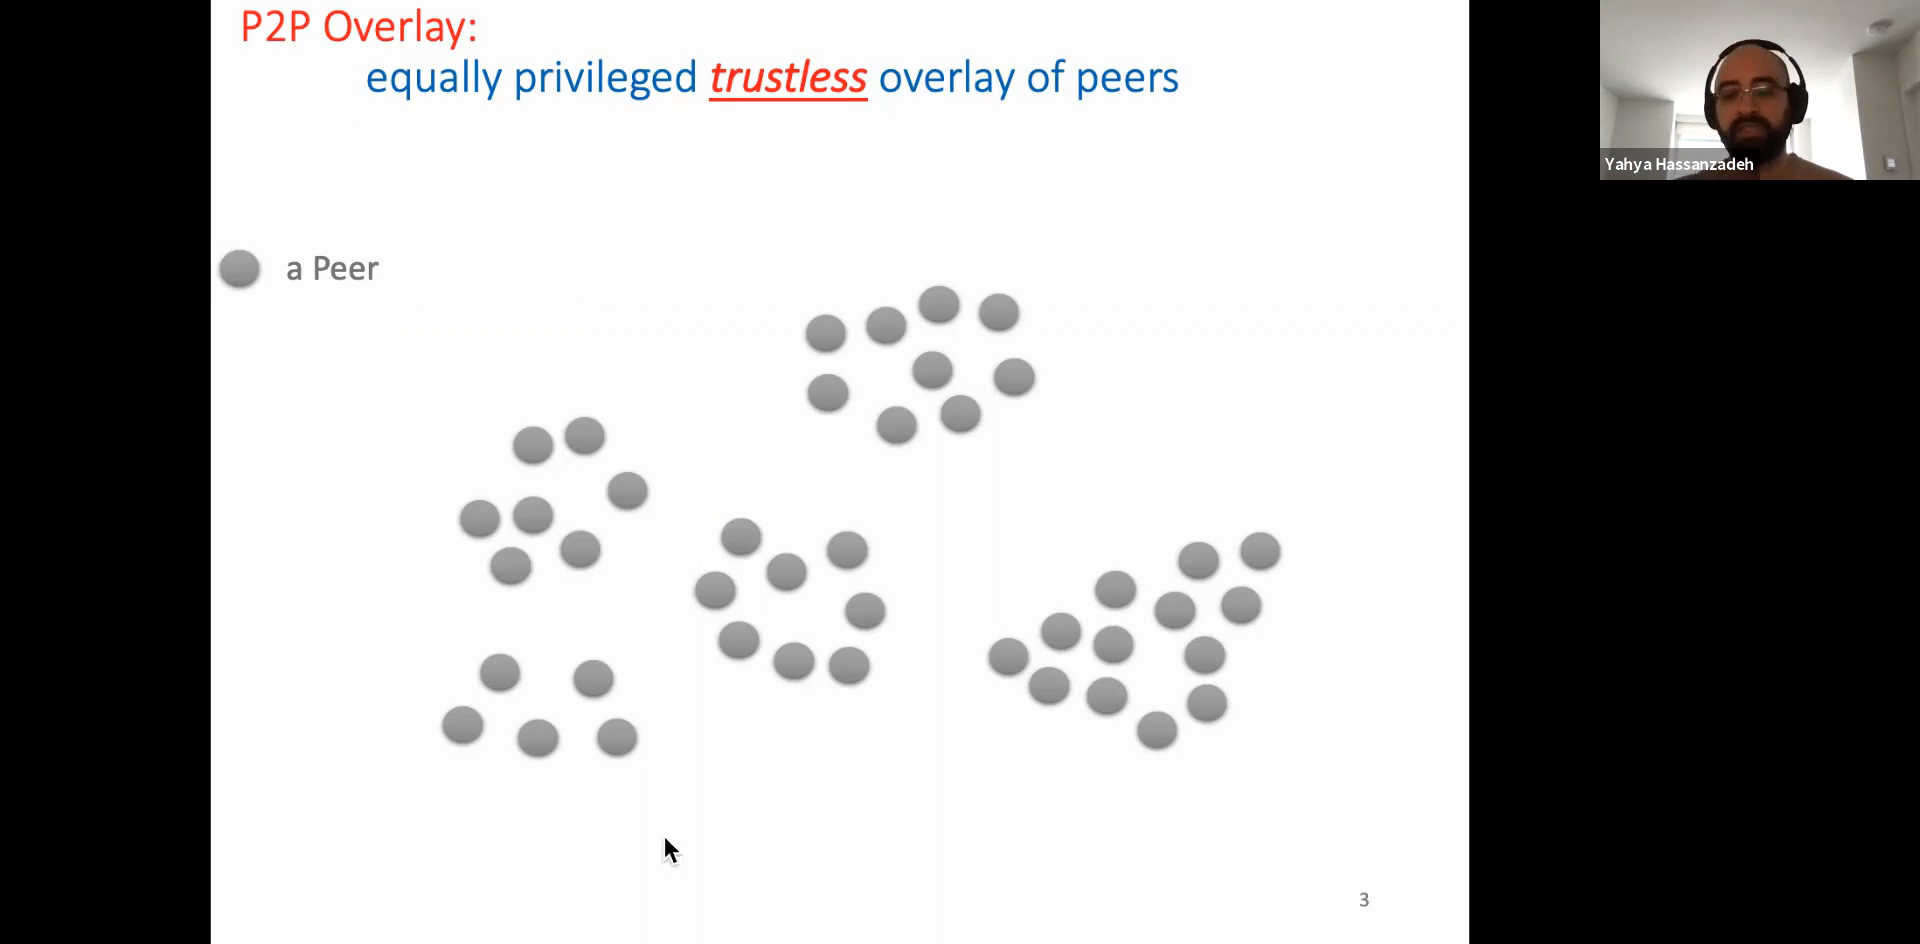 P2P Overlay:
equally privileged trustless overlay of peers
Yahya Hassanzadeh
a Peer
3